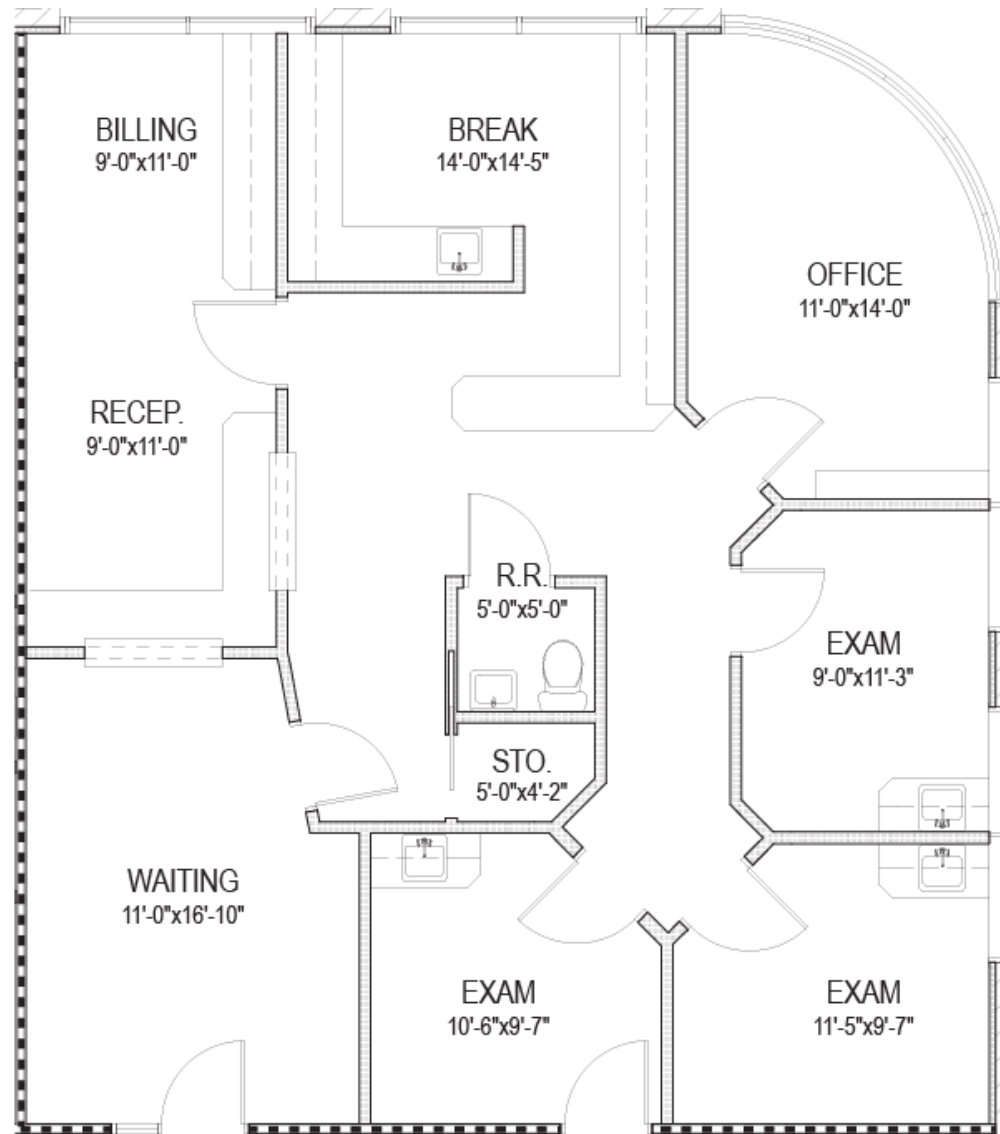 BILLING
9'-0"x11'-0"
BREAK
14'-0"x14'-5"
OFFICE
11'-0"x14'-0"
RECEP.
9'-0"x11'-0"
R.R.
5'-0"x5'-0"
EXAM
9'-0"x11'-3"
STO.
5'-0"x4'-2"
WAITING
11'-0"x16'-10"
EXAM
10'-6"x9'-7"
EXAM
11'-5"x9'-7"